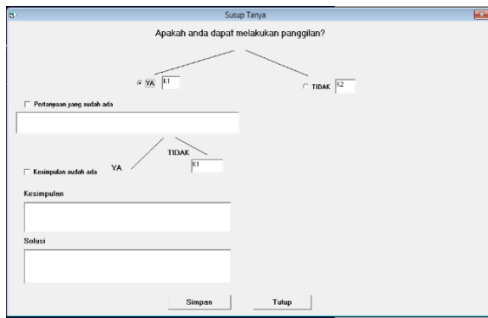 Susup Tanya
Apakah anda dapat melakukan panggilan?
YA K1
TIDAK K2
Pertanyaan yang sudah ada
TIDAK
K1
Kesimpulan sudah ada YA
Kesimpulan
Solusi
Simpan Tutup